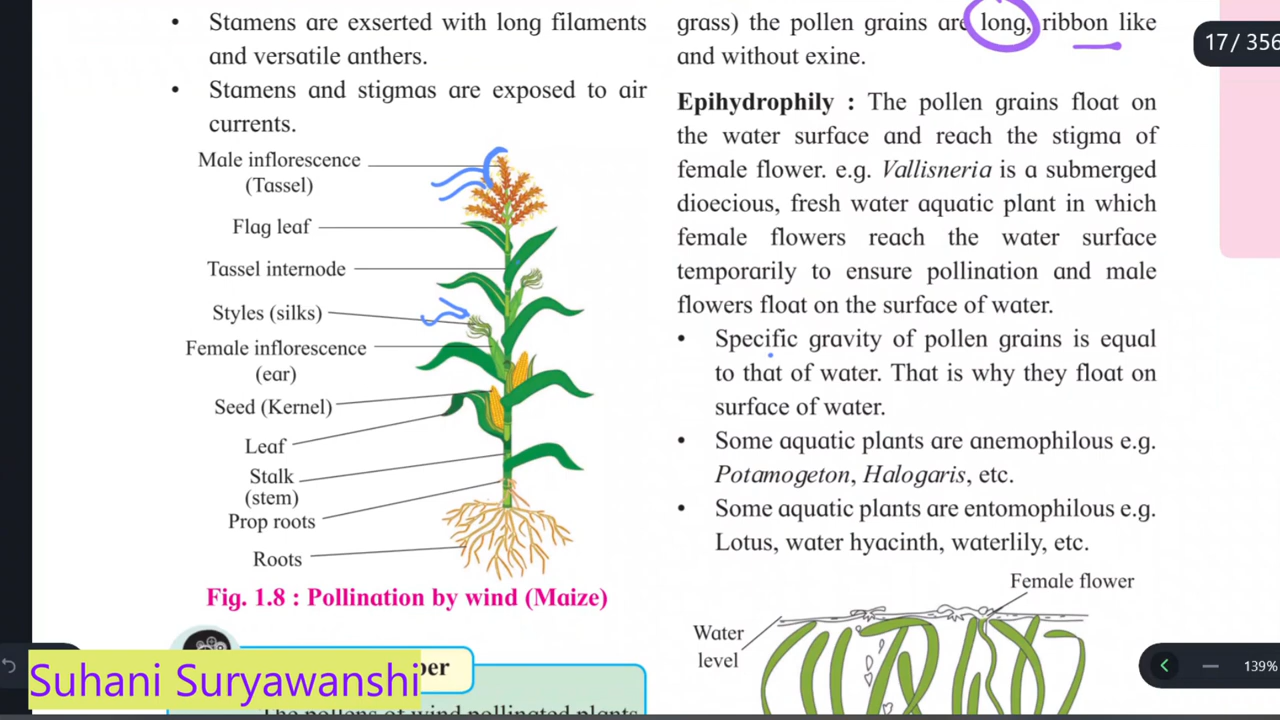 • Stamens are exserted with long filaments
and versatile anthers.
• Stamens and stigmas are exposed to air
currents.
Male inflorescence
(Tassel)
Flag leaf
Tassel internode
Styles (silks)
Female inflorescence
(ear)
Seed (Kernel)
Leaf
Stalk
(stem)
Prop roots
Roots
Fig. 1.8 : Pollination by wind (Maize)
Suhani Suryawanshi
grass) the pollen grains are long, ribbon like
and without exine.
Epihydrophily : The pollen grains float on
the water surface and reach the stigma of
female flower. e.g. Vallisneria is a submerged
dioecious, fresh water aquatic plant in which
female flowers reach the water surface
temporarily to ensure pollination and male
flowers float on the surface of water.
• Specific gravity of pollen grains is equal
to that of water. That is why they float on
surface of water.
• Some aquatic plants are anemophilous e.g.
Potamogeton, Halogaris, etc.
• Some aquatic plants are entomophilous e.g.
Lotus, water hyacinth, waterlily, etc.
Female flower
Water
level
17 / 356
139%